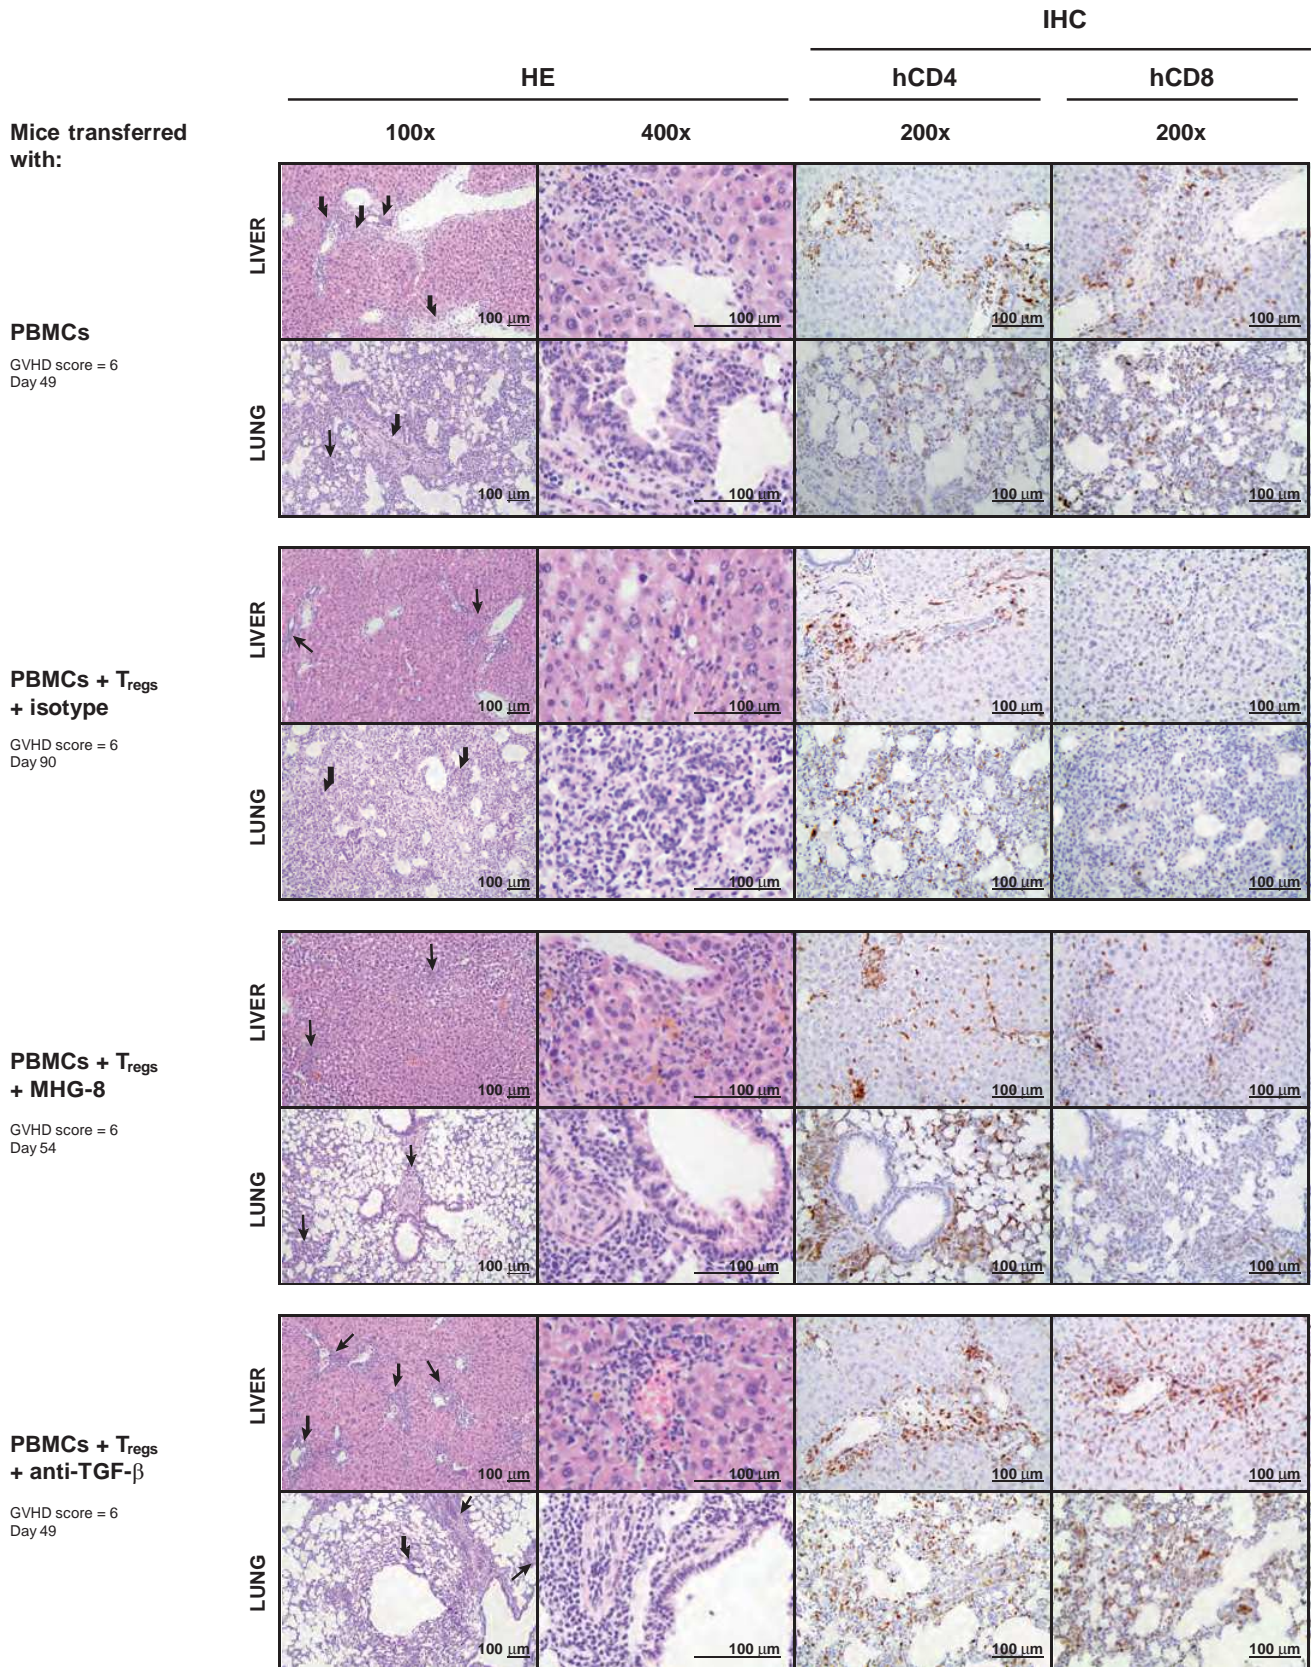 IHC
HE
hCD4
hCD8
Mice transferred
with:
100x
400x
200x
200x
PBMCs
GVHD score = 6
Day 49
LIVER
100 μm
100 μm
100 μm
100 μm
LUNG
100 μm
100 μm
100 μm
100 μm
PBMCs + Tregs
+ isotype
GVHD score = 6
Day 90
LIVER
100 μm
100 μm
100 μm
100 μm
LUNG
100 μm
100 μm
100 μm
100 μm
PBMCs + Tregs
+ MHG-8
GVHD score = 6
Day 54
LIVER
100 μm
100 μm
100 μm
100 μm
LUNG
100 μm
100 μm
100 μm
100 μm
PBMCs + Tregs
+ anti-TGF-β
GVHD score = 6
Day 49
LIVER
100 μm
100 μm
100 μm
100 μm
LUNG
100 μm
100 μm
100 μm
100 μm